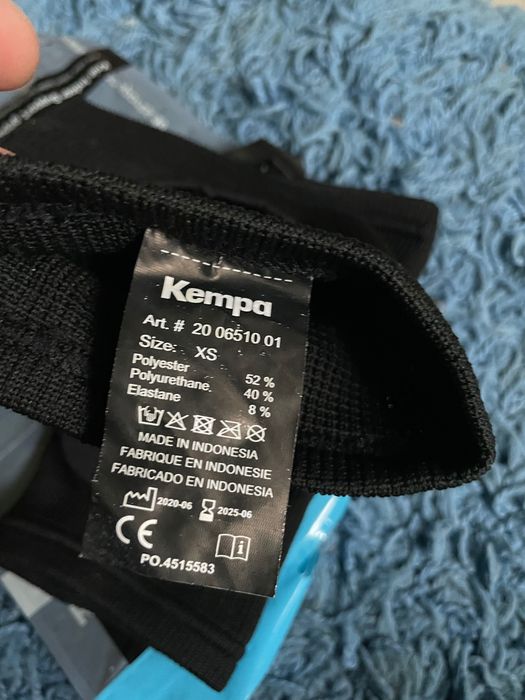 Kempa
Art. # 20 06510 01
Size: XS
Polyester 52 %
Polyurethane 40 %
Elastane 8 %
MADE IN INDONESIA
FABRIQUE EN INDONESIE
FABRICADO EN INDONESIA
2020-06 2025-06
CE
PO.4515583